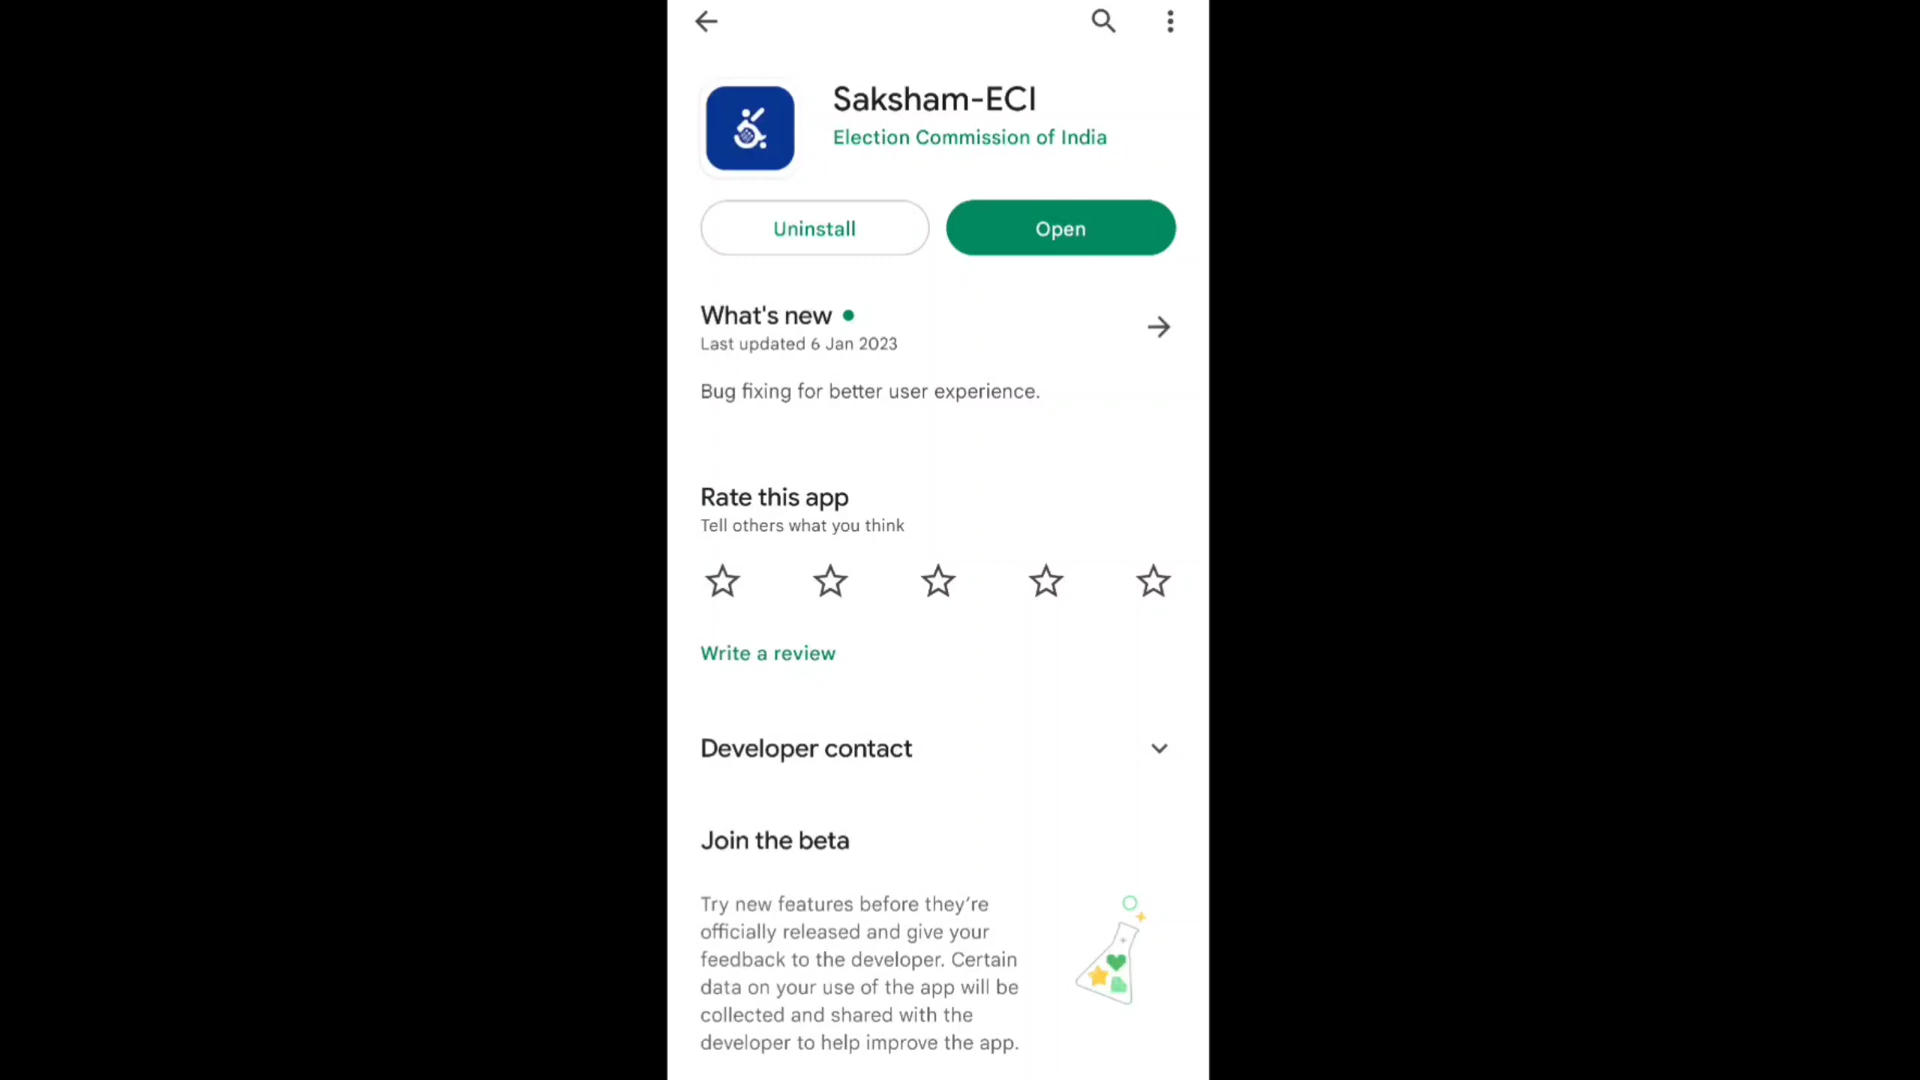 Saksham-ECI
Election Commission of India
Uninstall
Open
What's new
Last updated 6 Jan 2023
Bug fixing for better user experience.
Rate this app
Tell others what you think
Write a review
Developer contact
Join the beta
Try new features before they’re
officially released and give your
feedback to the developer. Certain
data on your use of the app will be
collected and shared with the
developer to help improve the app.